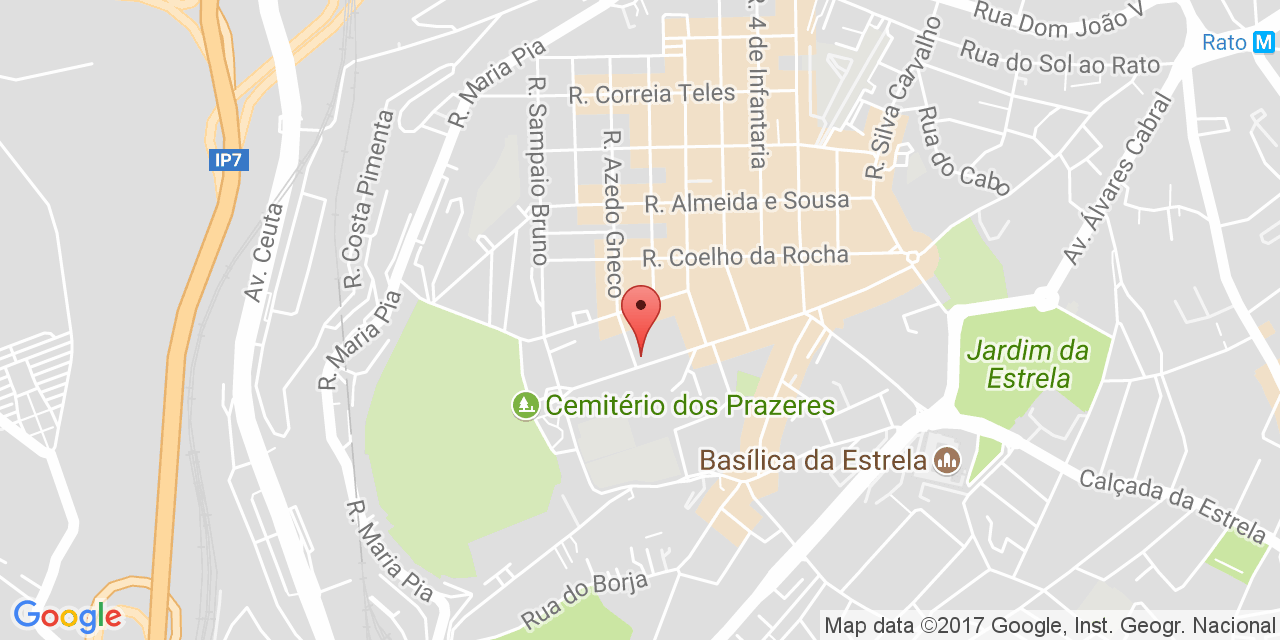 Rua Dom João V
Rato M
Rua do Sol ao Rato
R. 4 de Infantaria
R. Silva Carvalho
R. Maria Pia
R. Correia Teles
R. Sampaio Bruno
R. Azedo Gneco
R. Costa Pimenta
Rua do Cabo
Av. Álvares Cabral
IP7
R. Almeida e Sousa
Av. Ceuta
R. Coelho da Rocha
R. Maria Pia
Jardim da
Estrela
Cemitério dos Prazeres
Basílica da Estrela
Calçada da Estrela
R. Maria Pia
Rua do Borja
Google
Map data ©2017 Google, Inst. Geogr. Nacional